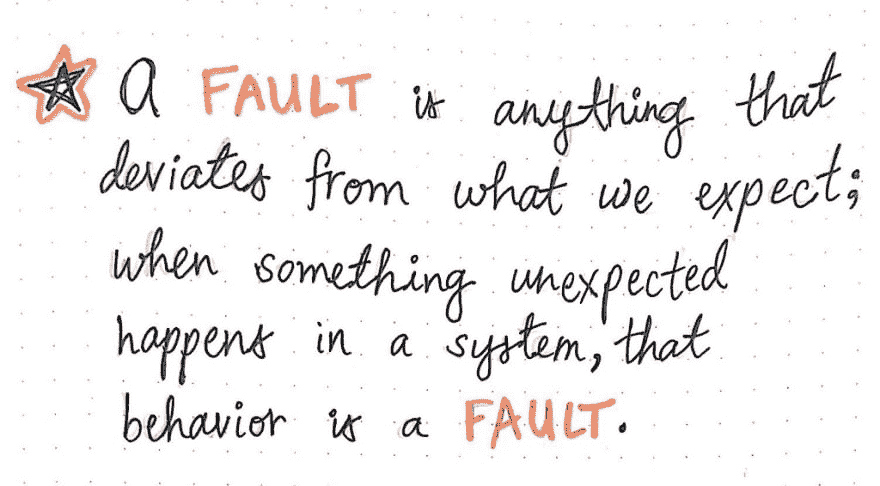 A FAULT is anything that
deviates from what we expect;
when something unexpected
happens in a system, that
behavior is a FAULT.